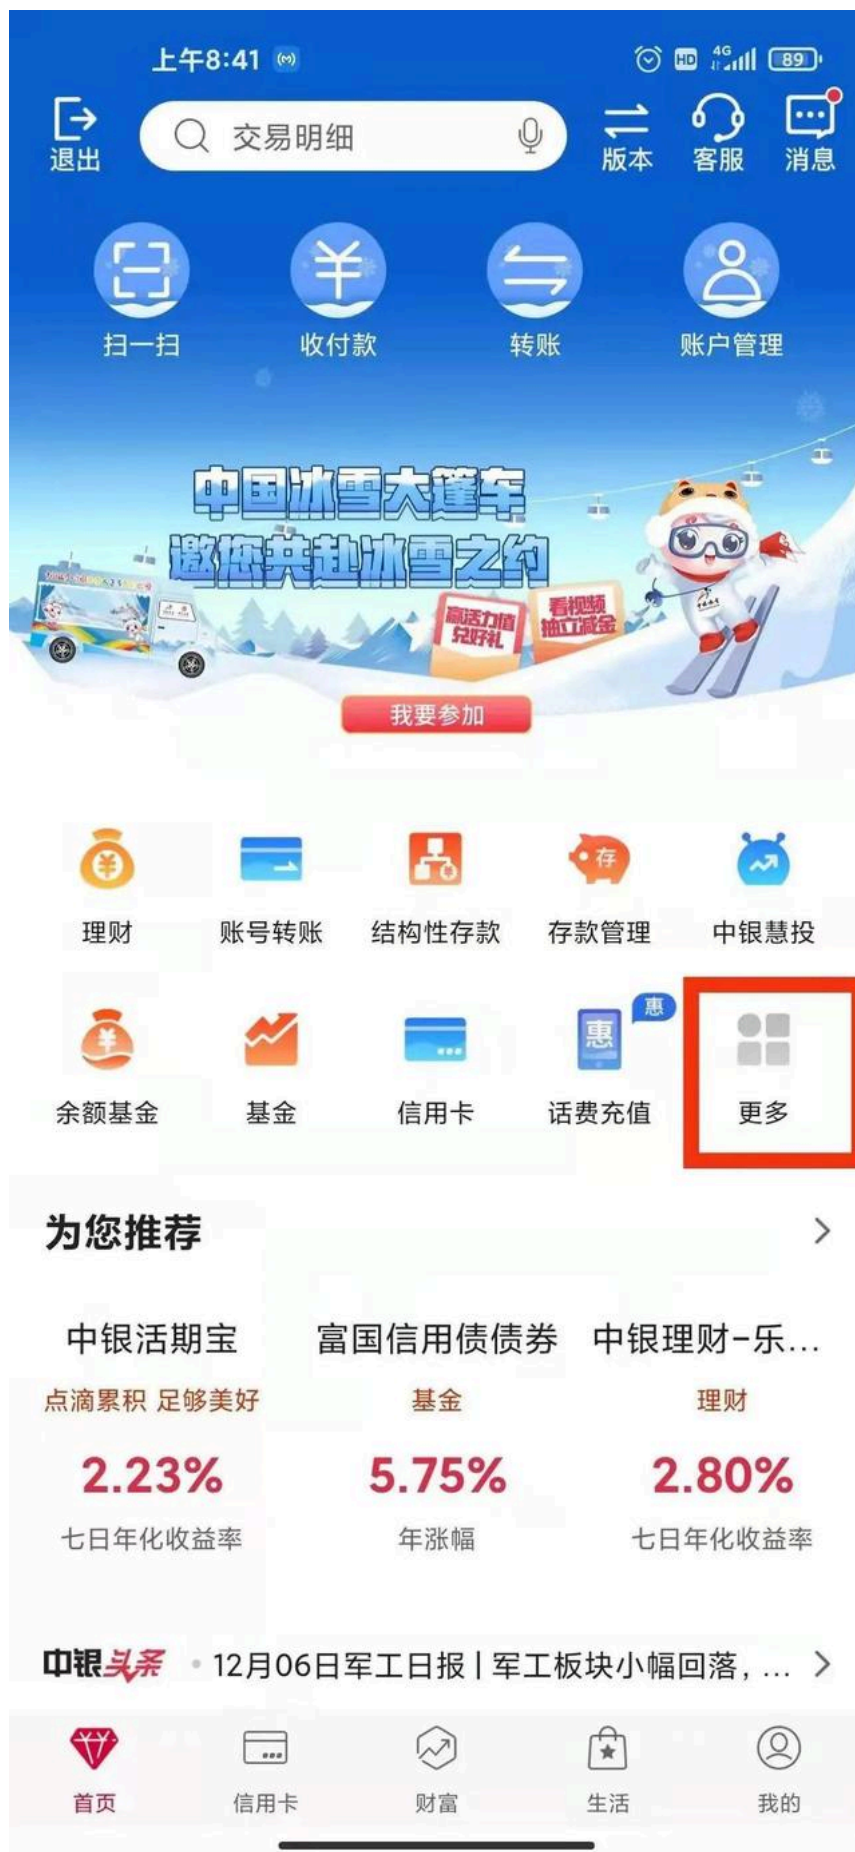 上午8:41
HD 4G 89
退出
交易明细
版本
客服
消息
扫一扫
收付款
转账
账户管理
中国冰雪大篷车
邀您共赴冰雪之约
赢活力值
兑好礼
看视频
抽立减金
我要参加
存
理财
账号转账
结构性存款
存款管理
中银慧投
惠
惠
余额基金
基金
信用卡
话费充值
更多
为您推荐
中银活期宝
富国信用债债券
中银理财-乐...
点滴累积 足够美好
基金
理财
2.23%
5.75%
2.80%
七日年化收益率
年涨幅
七日年化收益率
中银头条
12月06日军工日报 | 军工板块小幅回落，...
首页
信用卡
财富
生活
我的